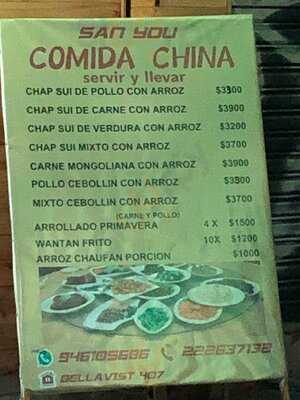 SAN YOU
COMIDA CHINA
servir y llevar
CHAP SUI DE POLLO CON ARROZ $3500
CHAP SUI DE CARNE CON ARROZ $3900
CHAP SUI DE VERDURA CON ARROZ $3200
CHAP SUI MIXTO CON ARROZ $3700
CARNE MONGOLIANA CON ARROZ $3900
POLLO CEBOLLIN CON ARROZ $3500
MIXTO CEBOLLIN CON ARROZ $3700
(CARNE Y POLLO)
ARROLLADO PRIMAVERA 4 X $1500
WANTAN FRITO 10X $1200
ARROZ CHAUFAN PORCION $1000
946105686 222637132
BELLAVIST 407